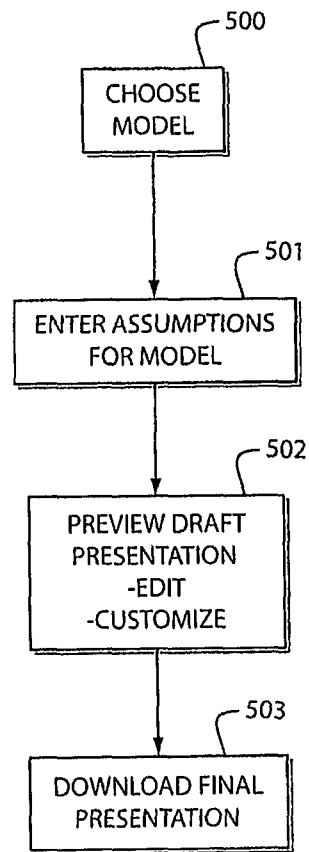 500
CHOOSE
MODEL
501
ENTER ASSUMPTIONS
FOR MODEL
502
PREVIEW DRAFT
PRESENTATION
-EDIT
-CUSTOMIZE
503
DOWNLOAD FINAL
PRESENTATION